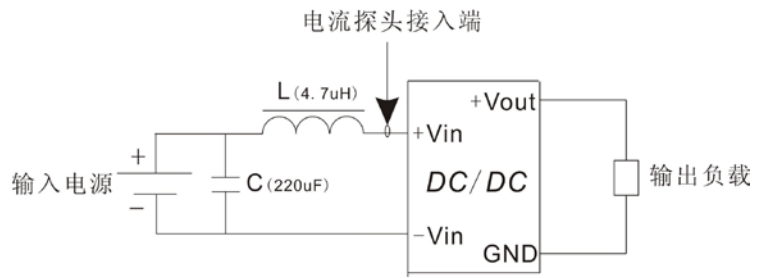 电流探头接入端
L(4.7uH)
+Vout
+Vin
+
输入电源
C(220uF)
DC/DC
输出负载
−
−Vin
GND